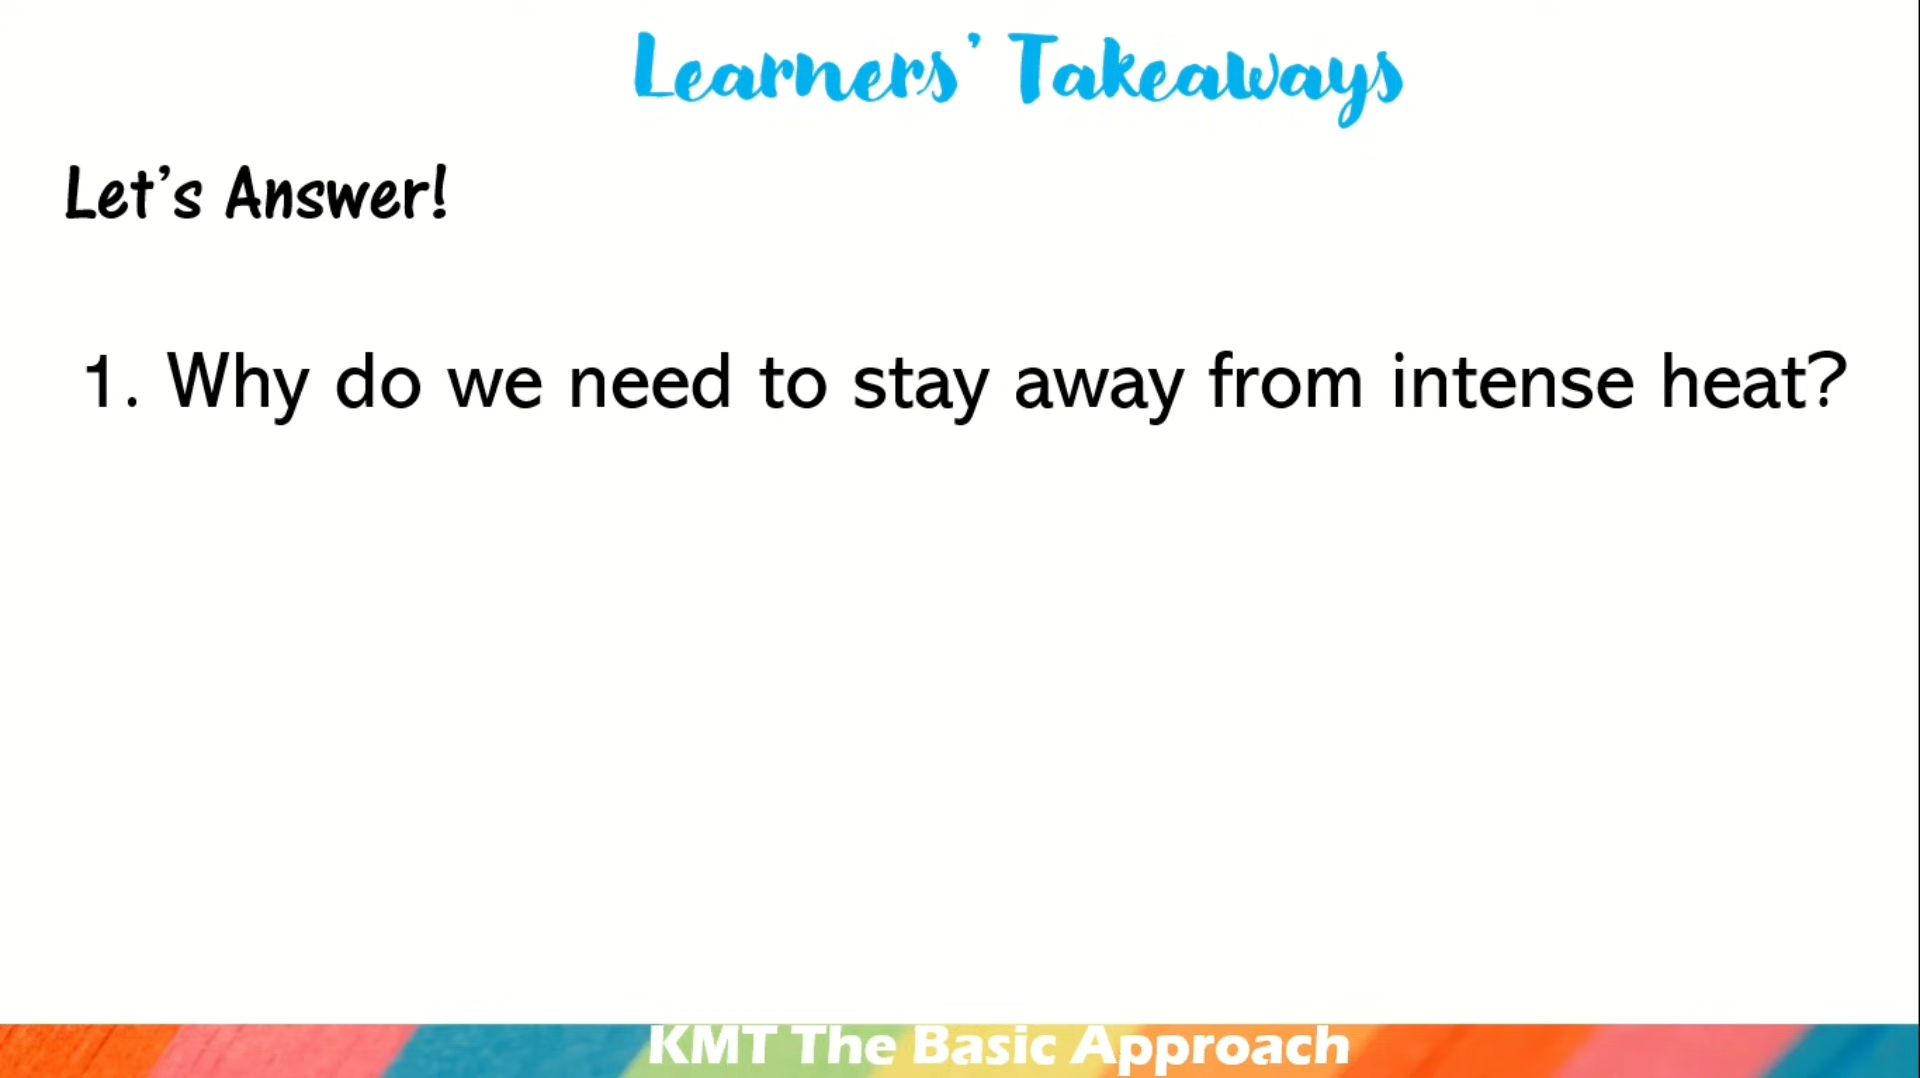 Learners’ Takeaways
Let’s Answer!
1. Why do we need to stay away from intense heat?
KMT The Basic Approach